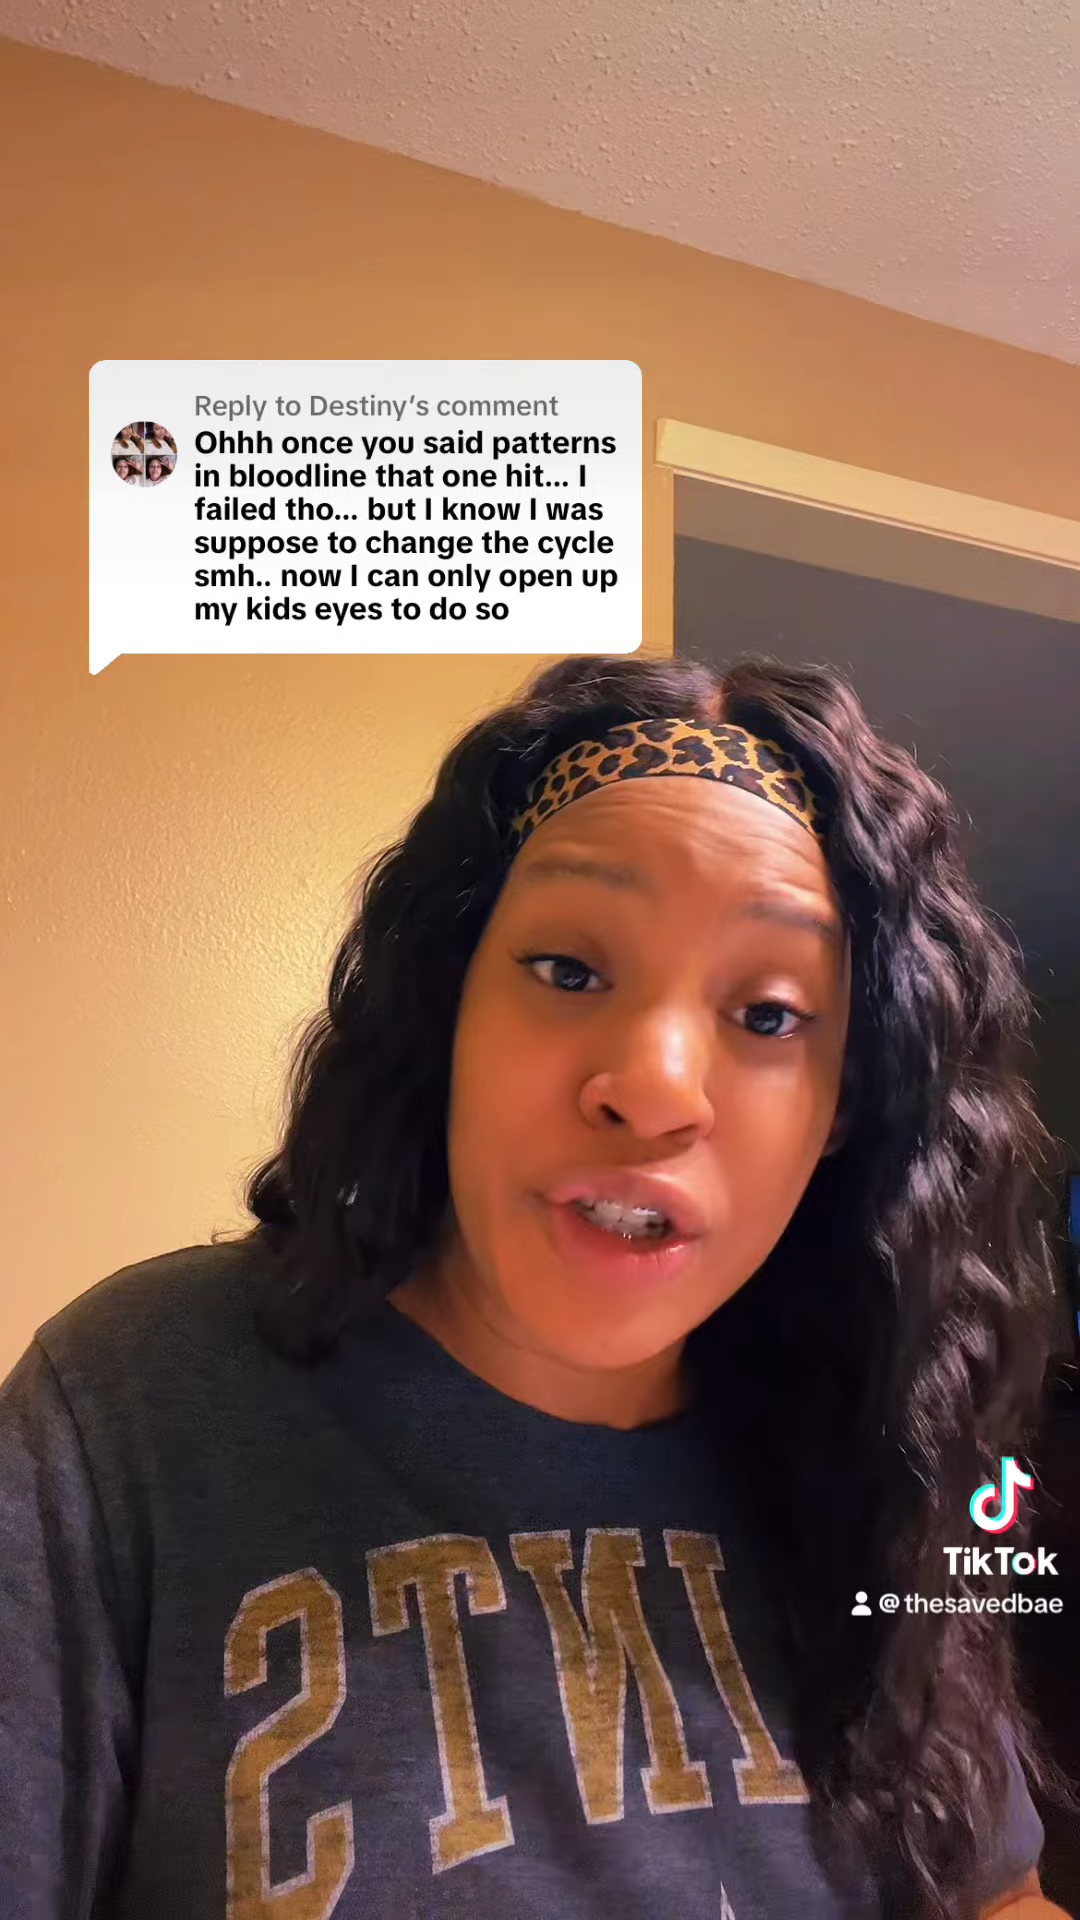 Reply to Destiny's comment
Ohhh once you said patterns
in bloodline that one hit... I
failed tho... but I know I was
suppose to change the cycle
smh.. now I can only open up
my kids eyes to do so
TikTok
@thesavedbae